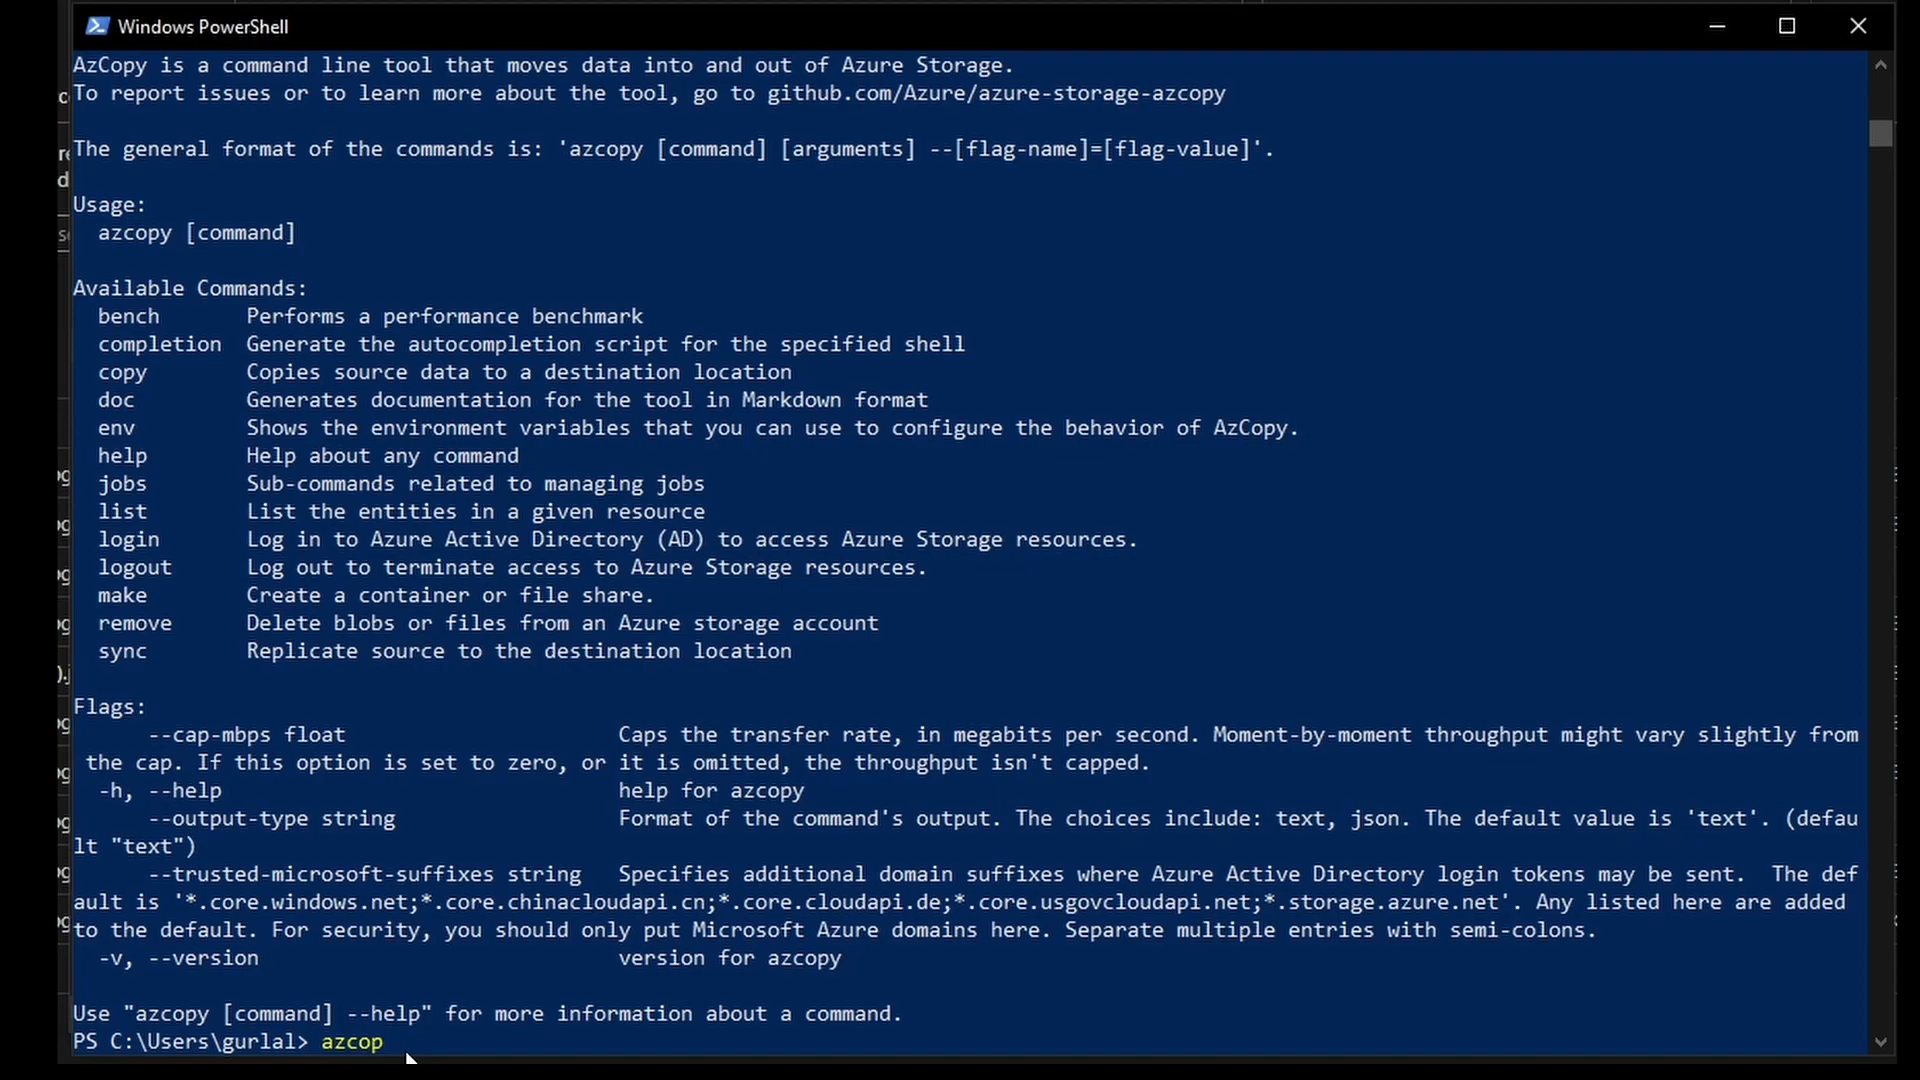 Windows PowerShell
AzCopy is a command line tool that moves data into and out of Azure Storage.
To report issues or to learn more about the tool, go to github.com/Azure/azure-storage-azcopy
The general format of the commands is: 'azcopy [command] [arguments] --[flag-name]=[flag-value]'.
Usage:
azcopy [command]
Available Commands:
bench Performs a performance benchmark
completion Generate the autocompletion script for the specified shell
copy Copies source data to a destination location
doc Generates documentation for the tool in Markdown format
env Shows the environment variables that you can use to configure the behavior of AzCopy.
help Help about any command
jobs Sub-commands related to managing jobs
list List the entities in a given resource
login Log in to Azure Active Directory (AD) to access Azure Storage resources.
logout Log out to terminate access to Azure Storage resources.
make Create a container or file share.
remove Delete blobs or files from an Azure storage account
sync Replicate source to the destination location
Flags:
--cap-mbps float Caps the transfer rate, in megabits per second. Moment-by-moment throughput might vary slightly from
the cap. If this option is set to zero, or it is omitted, the throughput isn't capped.
-h, --help help for azcopy
--output-type string Format of the command's output. The choices include: text, json. The default value is 'text'. (defau
lt "text")
--trusted-microsoft-suffixes string Specifies additional domain suffixes where Azure Active Directory login tokens may be sent. The def
ault is '*.core.windows.net;*.core.chinacloudapi.cn;*.core.cloudapi.de;*.core.usgovcloudapi.net;*.storage.azure.net'. Any listed here are added
to the default. For security, you should only put Microsoft Azure domains here. Separate multiple entries with semi-colons.
-v, --version version for azcopy
Use "azcopy [command] --help" for more information about a command.
PS C:\Users\gurlal> azcop